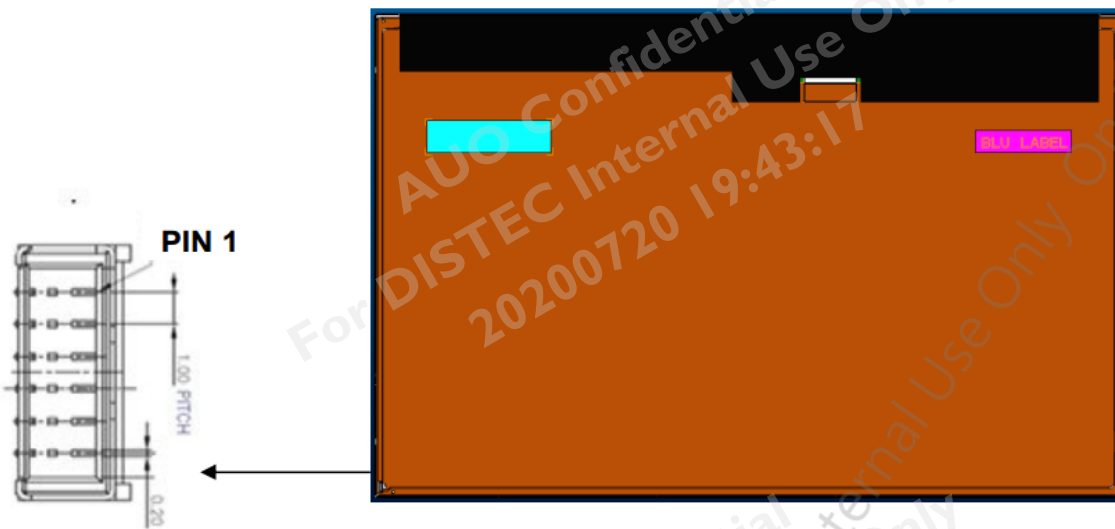 AUO Confidential
For DISTEC Internal Use Only
20200720 19:43:17
BLU LABEL
PIN 1
1.00 PITCH
0.20
Internal Use Only